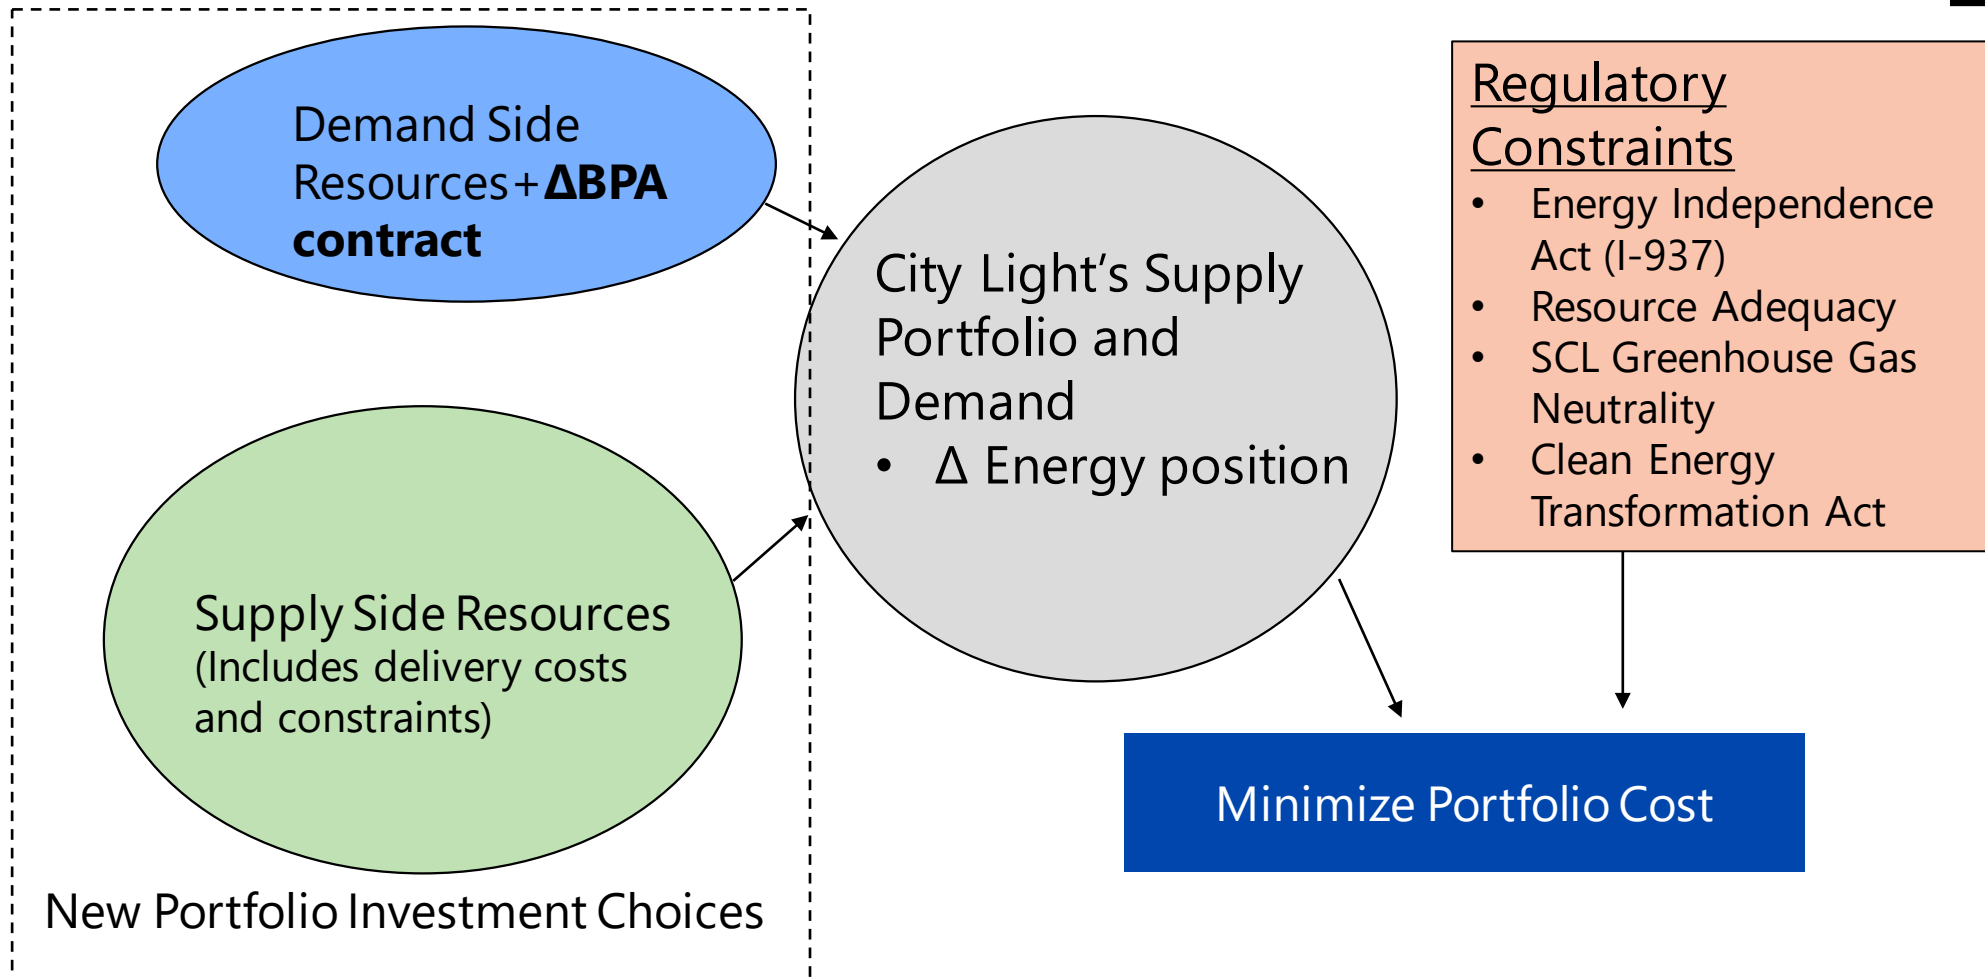 Demand Side
Resources+ΔBPA
contract
Supply Side Resources
(Includes delivery costs
and constraints)
New Portfolio Investment Choices
City Light’s Supply
Portfolio and
Demand
• Δ Energy position
Regulatory
Constraints
• Energy Independence
Act (I-937)
• Resource Adequacy
• SCL Greenhouse Gas
Neutrality
• Clean Energy
Transformation Act
Minimize Portfolio Cost